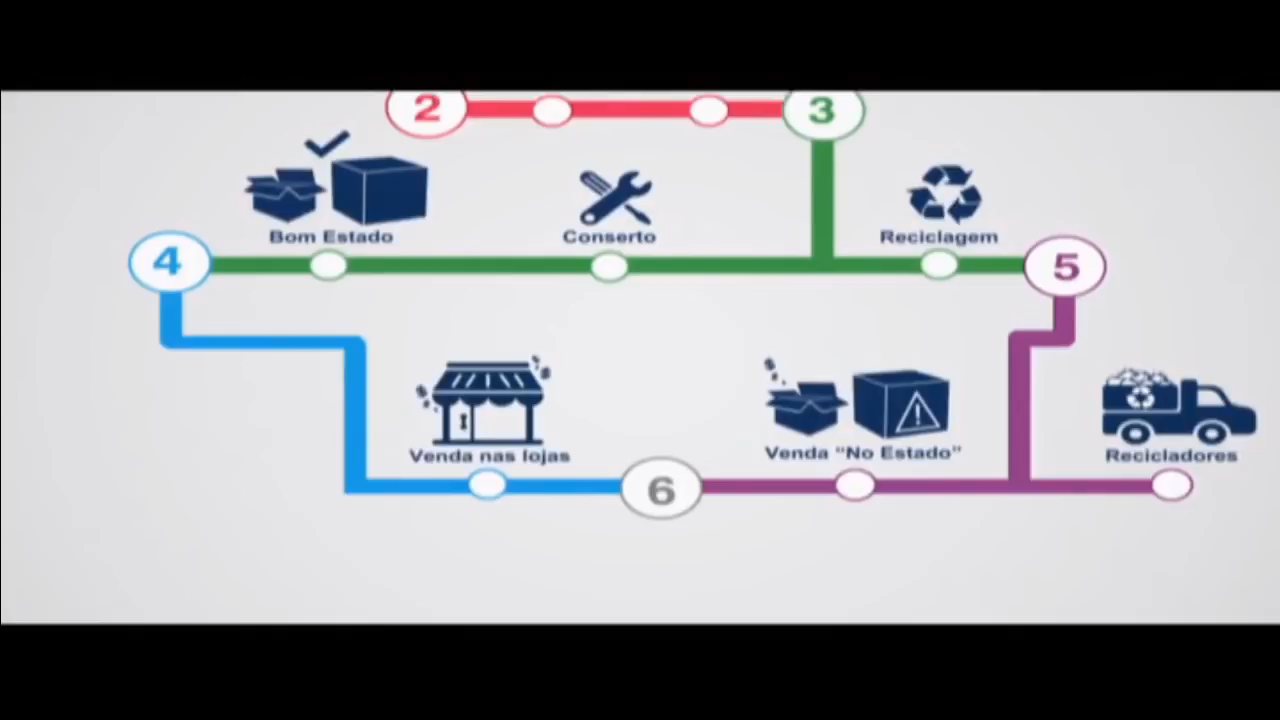 2
3
Bom Estado
Conserto
Reciclagem
4
5
Venda nas lojas
Venda "No Estado"
Recicladores
6